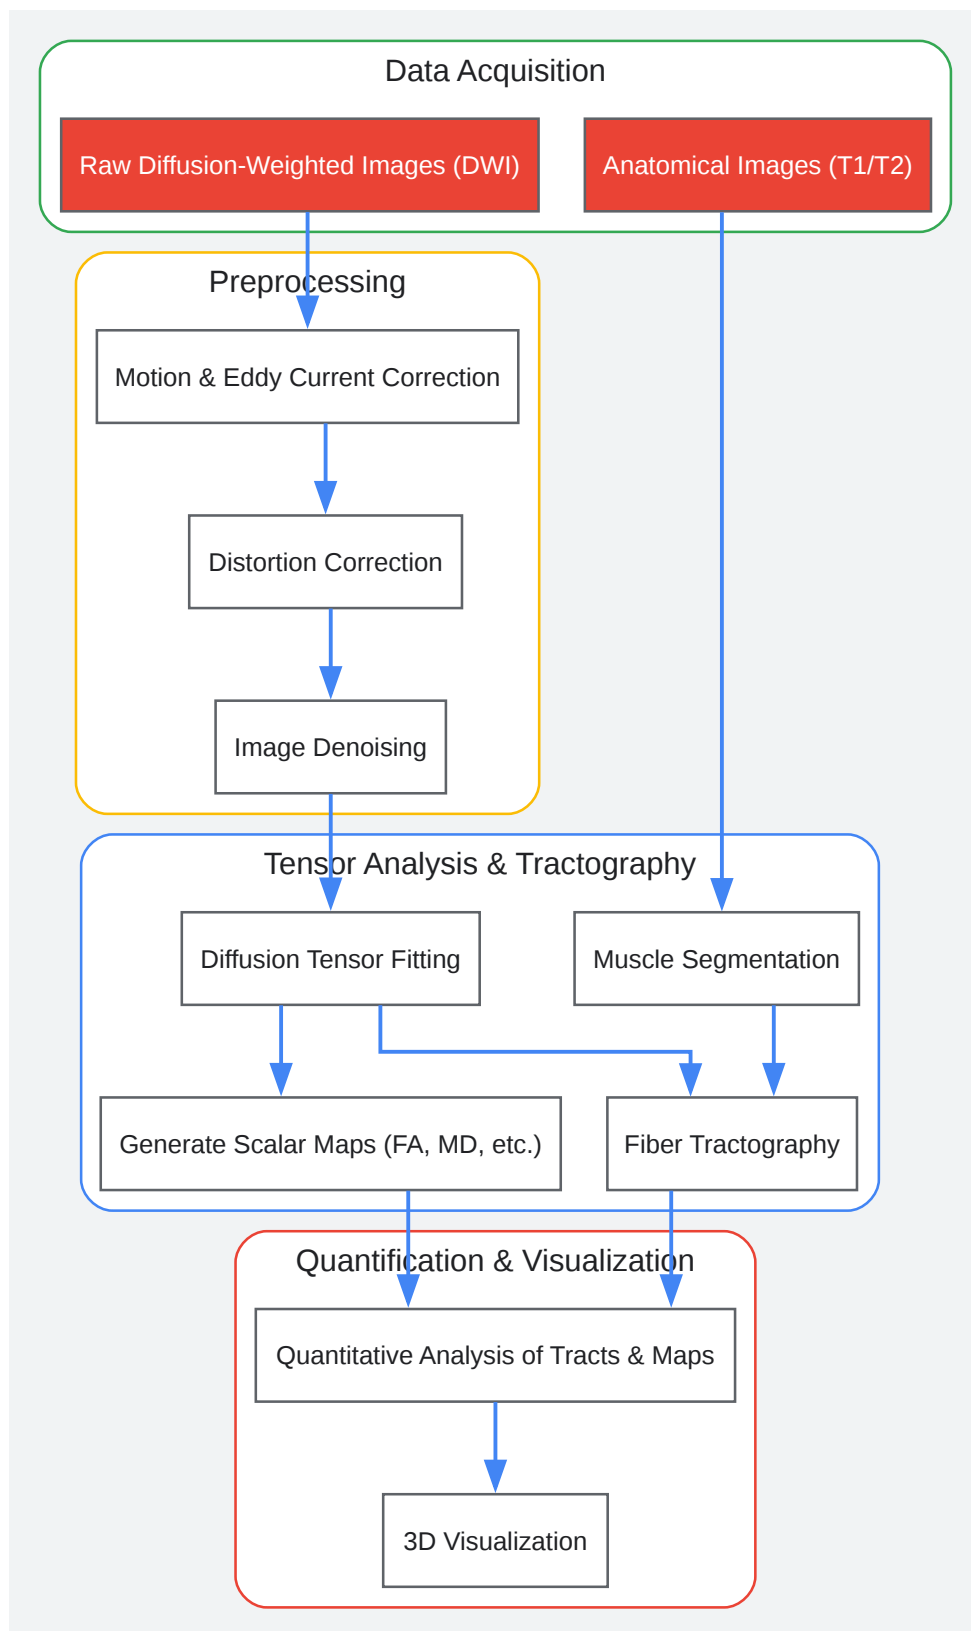 Data Acquisition
Raw Diffusion-Weighted Images (DWI)
Anatomical Images (T1/T2)
Preprocessing
Motion & Eddy Current Correction
Distortion Correction
Image Denoising
Tensor Analysis & Tractography
Diffusion Tensor Fitting
Muscle Segmentation
Generate Scalar Maps (FA, MD, etc.)
Fiber Tractography
Quantification & Visualization
Quantitative Analysis of Tracts & Maps
3D Visualization